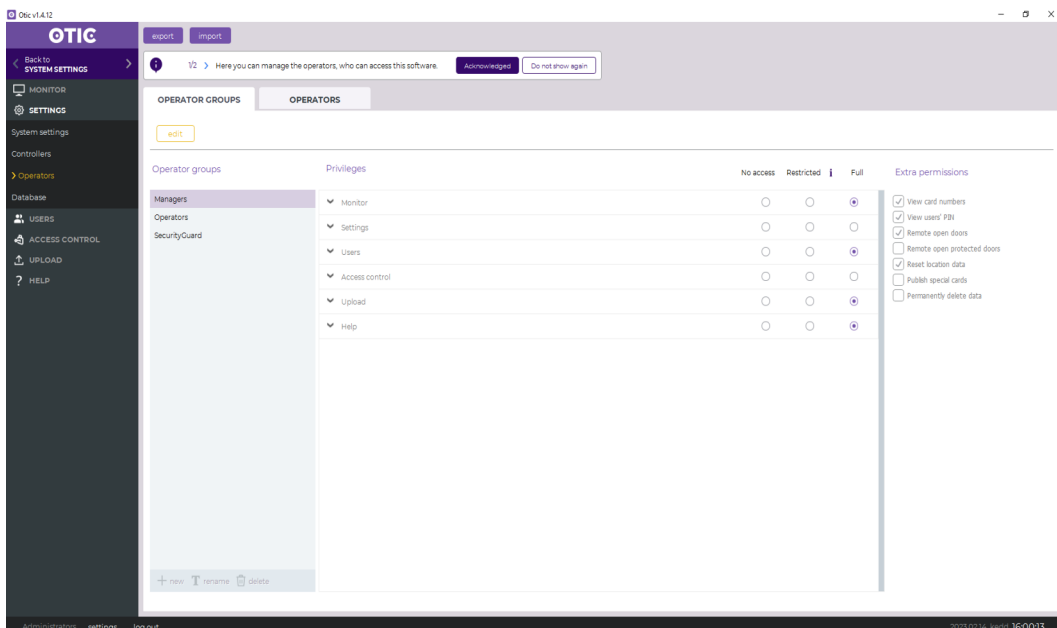 Otic v1.4.12
OTIC
export import
Back to
SYSTEM SETTINGS
1/2 Here you can manage the operators, who can access this software. Acknowledged Do not show again
MONITOR
SETTINGS
OPERATOR GROUPS OPERATORS
System settings
edit
Controllers
Operators
Database
USERS
ACCESS CONTROL
UPLOAD
HELP
Operator groups
Managers
Operators
SecurityGuard
Privileges No access Restricted i Full
Monitor
Settings
Users
Access control
Upload
Help
Extra permissions
View card numbers
View users' PIN
Remote open doors
Remote open protected doors
Reset location data
Publish special cards
Permanently delete data
new rename delete
Administrators settings log out 2023.02.14. kedd 16:00:13